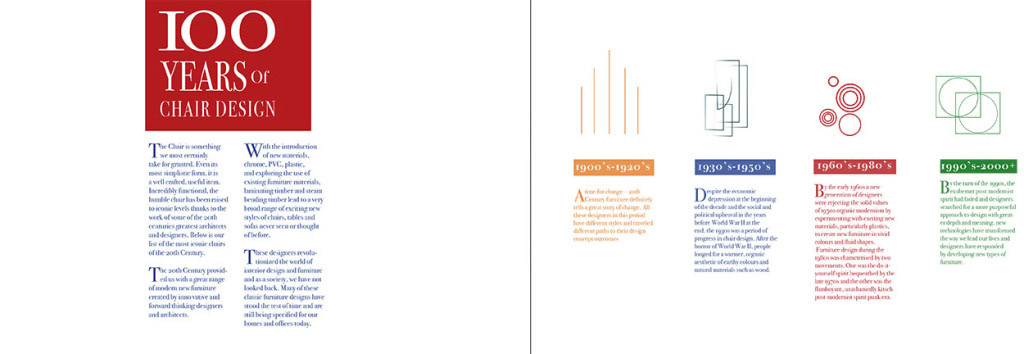 100
YEARS Of
CHAIR DESIGN
The Chair is something
we most certainly
take for granted. Even its
most simplistic form, it is
a well crafted, useful item.
Incredibly functional, the
humble chair has been raised
to iconic levels thanks to the
work of some of the 20th
centuries greatest architects
and designers. Below is our
list of the most iconic chairs
of the 20th Century.
The 20th Century provid-
ed us with a great range
of modern new furniture
created by innovative and
forward thinking designers
and architects.
With the introduction
of new materials,
chrome, PVC, plastic,
and exploring the use of
existing furniture materials,
laminating timber and steam
bending timber lead to a very
broad range of exciting new
styles of chairs, tables and
sofas never seen or thought
of before.
These designers revolu-
tionized the world of
interior design and furniture
and as a society, we have not
looked back. Many of these
classic furniture designs have
stood the test of time and are
still being specified for our
homes and offices today.
1900's-1920's
A time for change - 20th
Century furniture definitely
tells a great story of change. All
these designers in this period
have different styles and traveled
different paths to their design
concept outcomes.
1930's-1950's
Despite the economic
depression at the beginning
of the decade and the social and
political upheaval in the years
before World War II at the
end, the 1930s was a period of
progress in chair design. After the
horror of World War II, people
longed for a warmer, organic
aesthetic of earthy colours and
natural materials such as wood.
1960's-1980's
By the early 1960s a new
generation of designers
were rejecting the solid values
of 1950s organic modernism by
experimenting with exciting new
materials, particularly plastics,
to create new furniture in vivid
colours and fluid shapes.
Furniture design during the
1980s was characterised by two
movements. One was the do-it-
yourself spirit bequeathed by the
late 1970s and the other was the
flamboyant, unashamedly kitsch
post-modernist spirit punk era.
1990's-2000+
By the turn of the 1990s, the
exuberant post-modernist
spirit had faded and designers
searched for a more purposeful
approach to design with great-
er depth and meaning. new
technologies have transformed
the way we lead our lives and
designers have responded
by developing new types of
furniture.